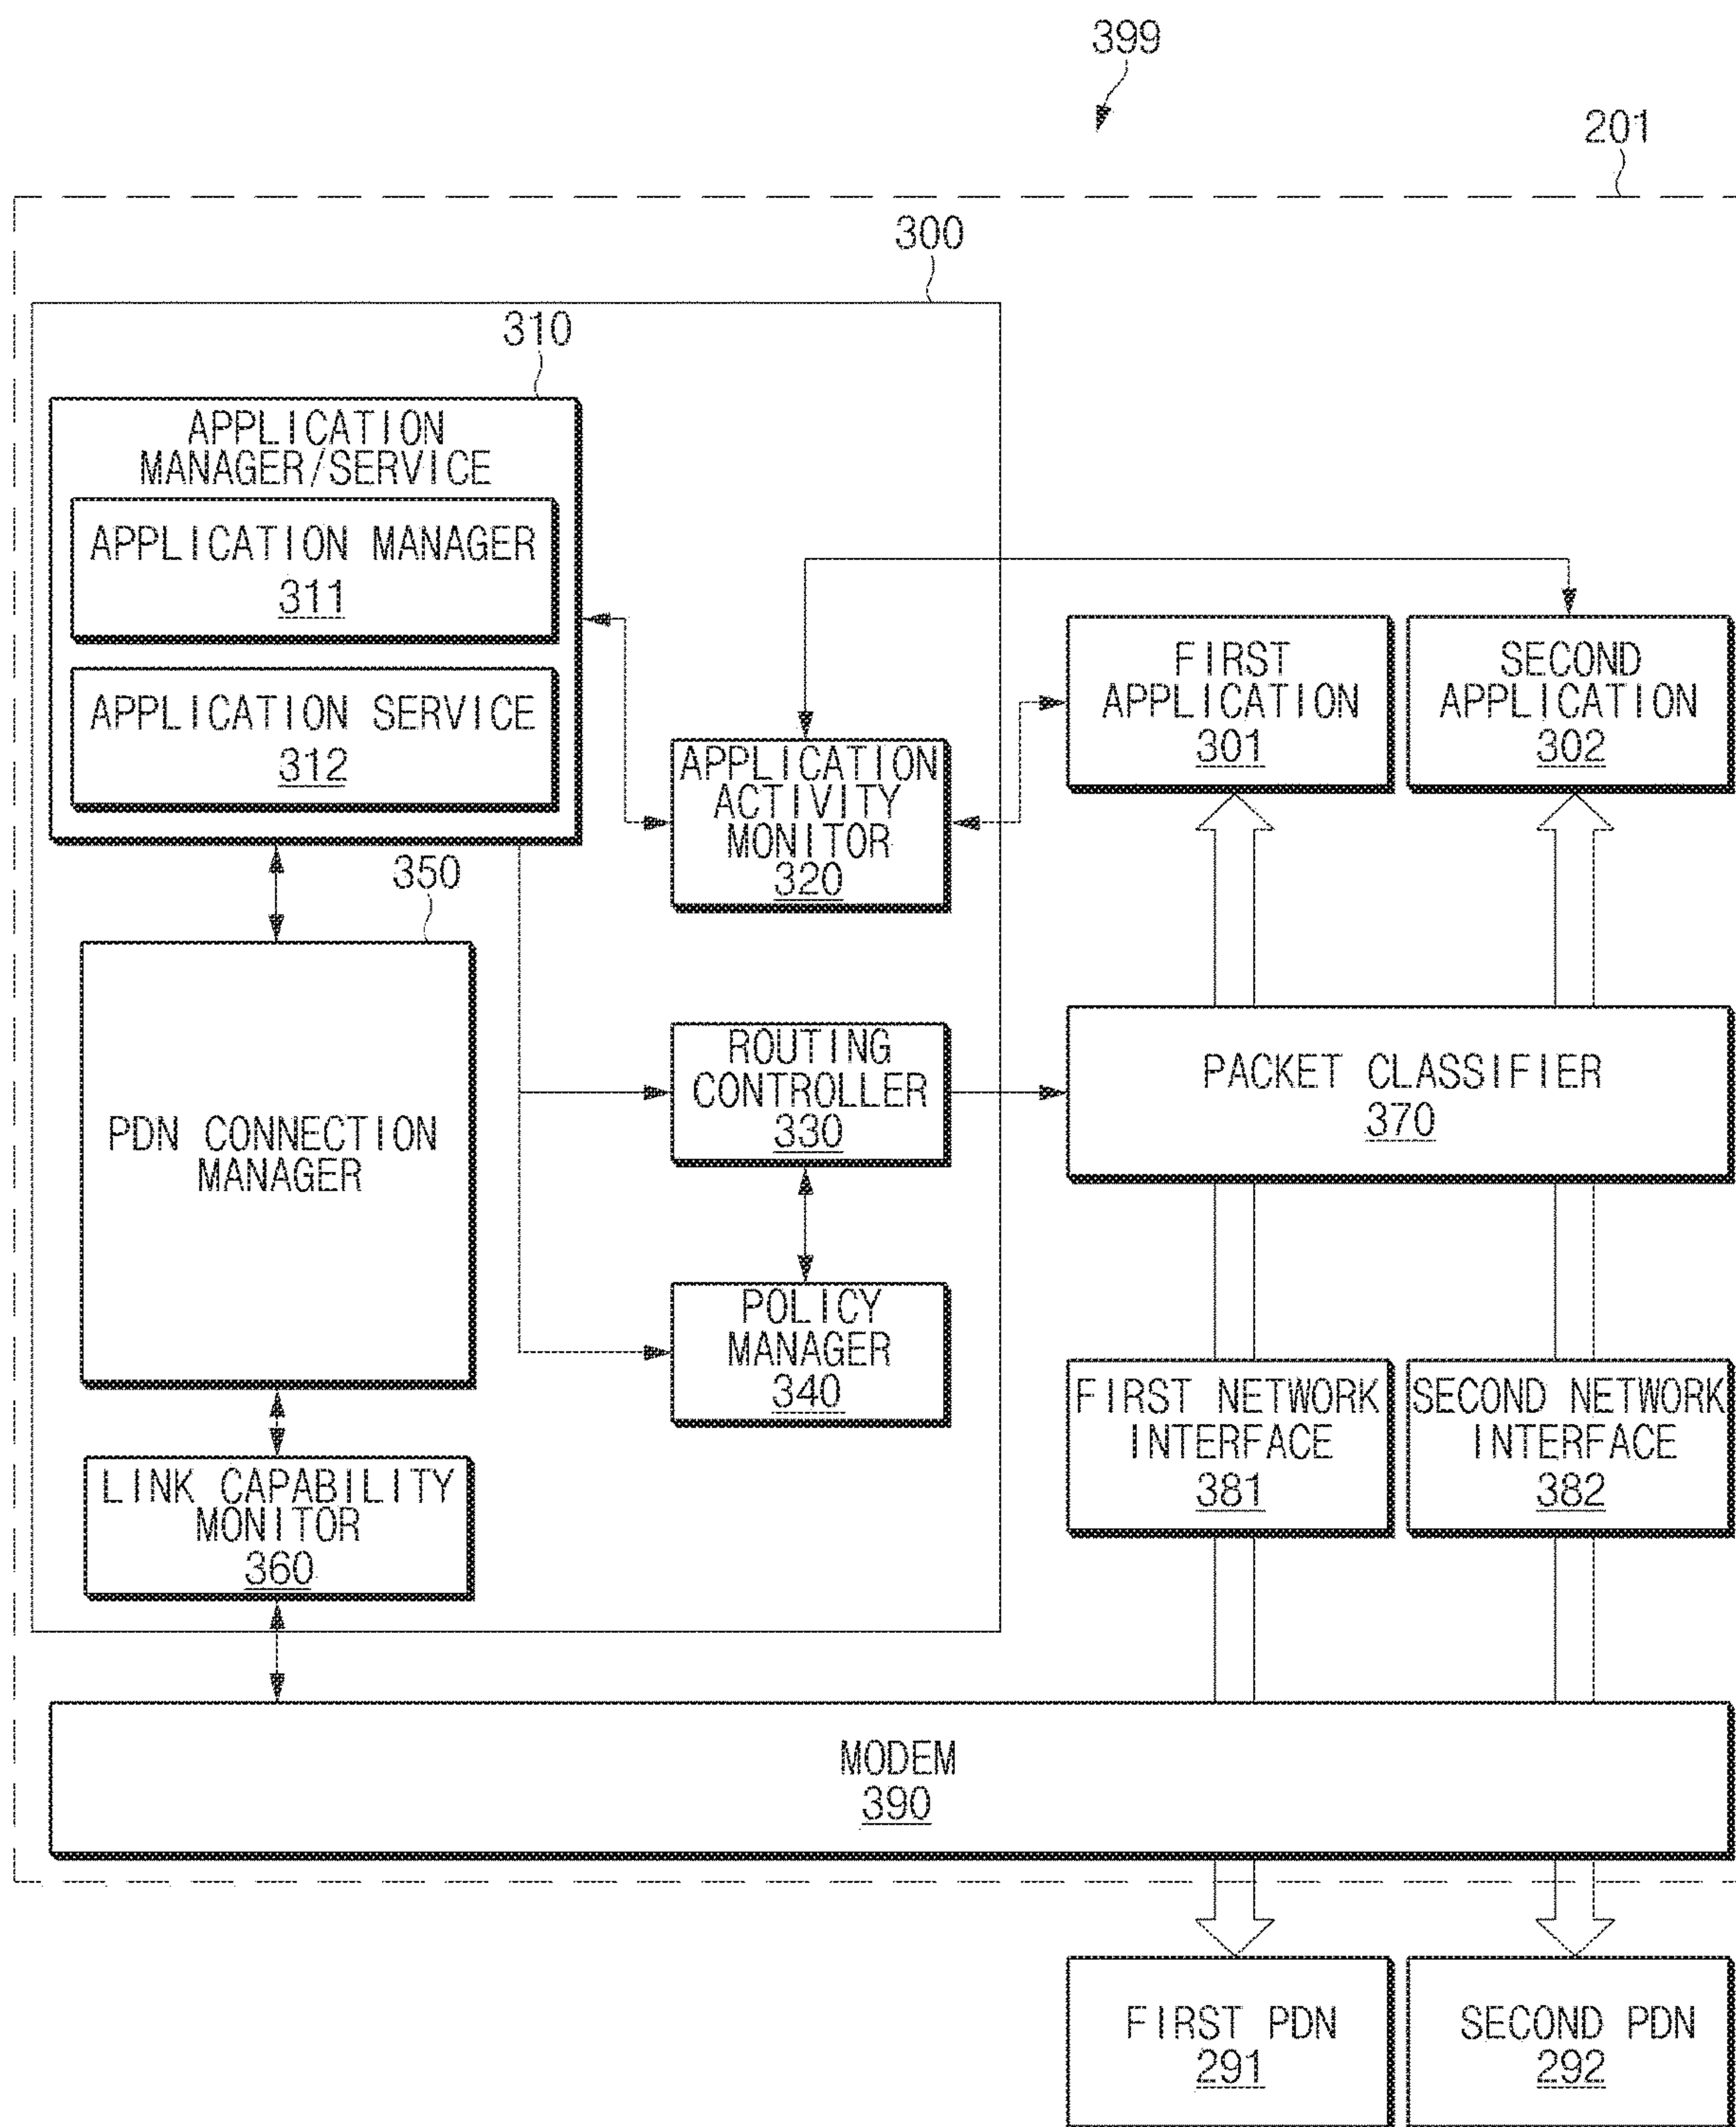 399
201
300
310
APPLICATION
MANAGER/SERVICE
APPLICATION MANAGER
311
APPLICATION SERVICE
312
APPLICATION
ACTIVITY
MONITOR
320
FIRST
APPLICATION
301
SECOND
APPLICATION
302
350
PDN CONNECTION
MANAGER
ROUTING
CONTROLLER
330
PACKET CLASSIFIER
370
POLICY
MANAGER
340
FIRST NETWORK
INTERFACE
381
SECOND NETWORK
INTERFACE
382
LINK CAPABILITY
MONITOR
360
MODEM
390
FIRST PDN
291
SECOND PDN
292